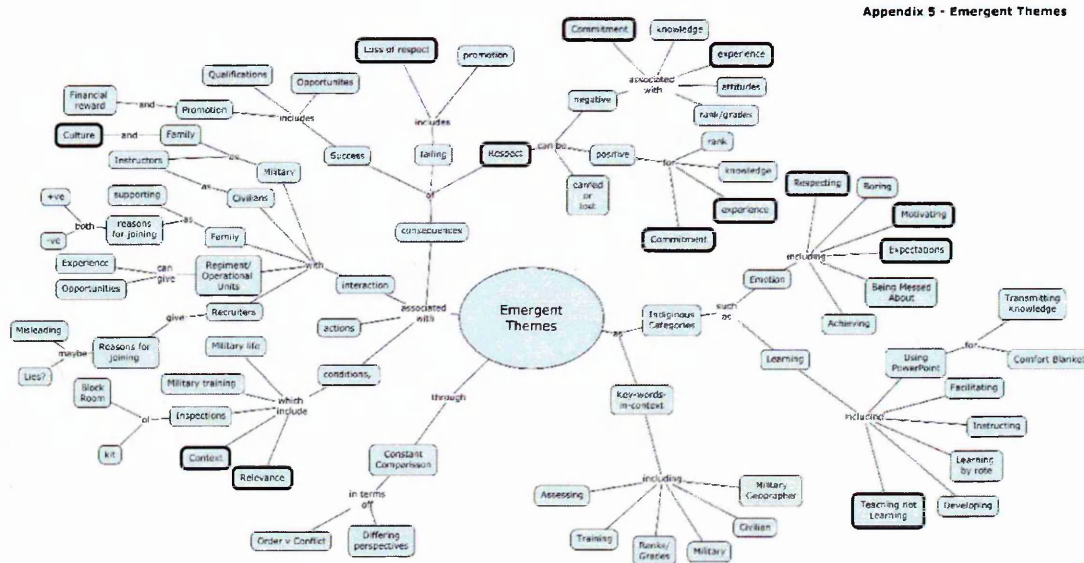 Appendix 5 - Emergent Themes
Commitment
knowledge
experience
associated
with
attitudes
rank/grades
negative
Loss of respect
promotion
includes
failing
Qualifications
Opportunites
Financial
reward
and
Promotion
includes
Success
Respect
can be
positive
for
rank
knowledge
experience
Commitment
earned
or
lost
of
consequences
Culture
and
Family
Instructors
as
Military
as
Civilians
supporting
as
Family
+ve
-ve
both
reasons
for joining
with
Experience
Opportunities
can
give
Regiment/
Operational
Units
interaction
Recruiters
give
Reasons for
joining
maybe
Misleading
Lies?
associated
with
actions
conditions,
Military life
Military training
which
include
Inspections
of
Block
Room
kit
Context
Relevance
Emergent
Themes
through
Constant
Comparisson
in terms
off
Order v Conflict
Differing
perspectives
as
Indiginous
Categories
such
as
Emotion
including
Respecting
Boring
Motivating
Expectations
Being Messed
About
Achieving
Learning
including
Using
PowerPoint
for
Transmitting
knowledge
Comfort Blanket
Facilitating
Instructing
Learning
by rote
Developing
Teaching not
Learning
key-words-
in-context
including
Assessing
Training
Ranks/
Grades
Military
Civilian
Military
Geographer